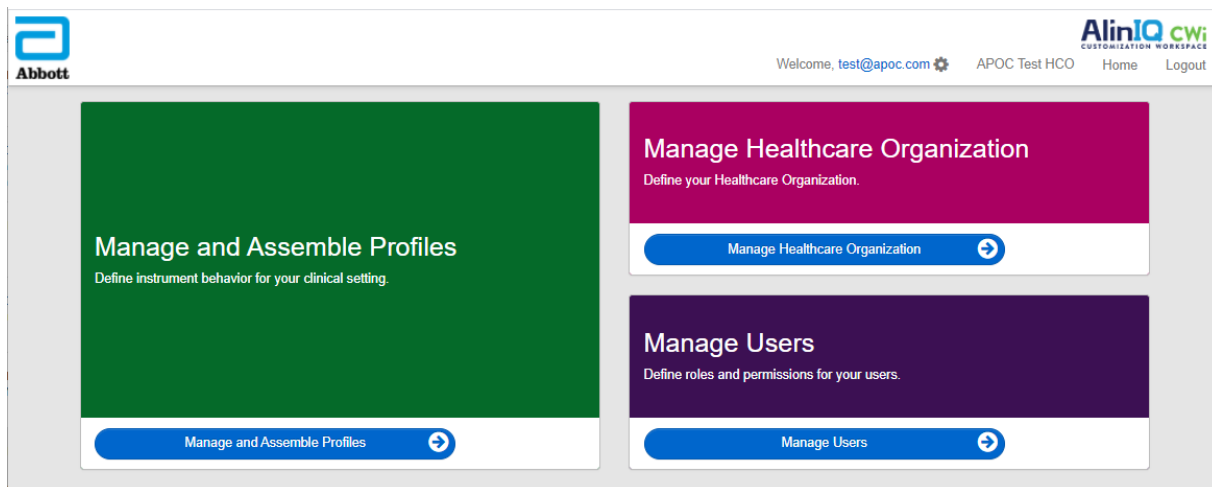 Abbott
AlinIQ CWi
CUSTOMIZATION WORKSPACE
Welcome, test@apoc.com APOC Test HCO Home Logout
Manage and Assemble Profiles
Define instrument behavior for your clinical setting.
Manage and Assemble Profiles
Manage Healthcare Organization
Define your Healthcare Organization.
Manage Healthcare Organization
Manage Users
Define roles and permissions for your users.
Manage Users